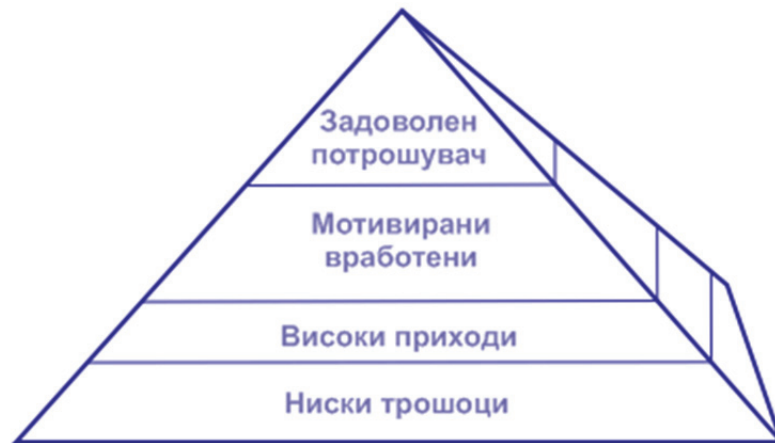 Задоволен
потрошувач
Мотивирани
вработени
Високи приходи
Ниски трошоци